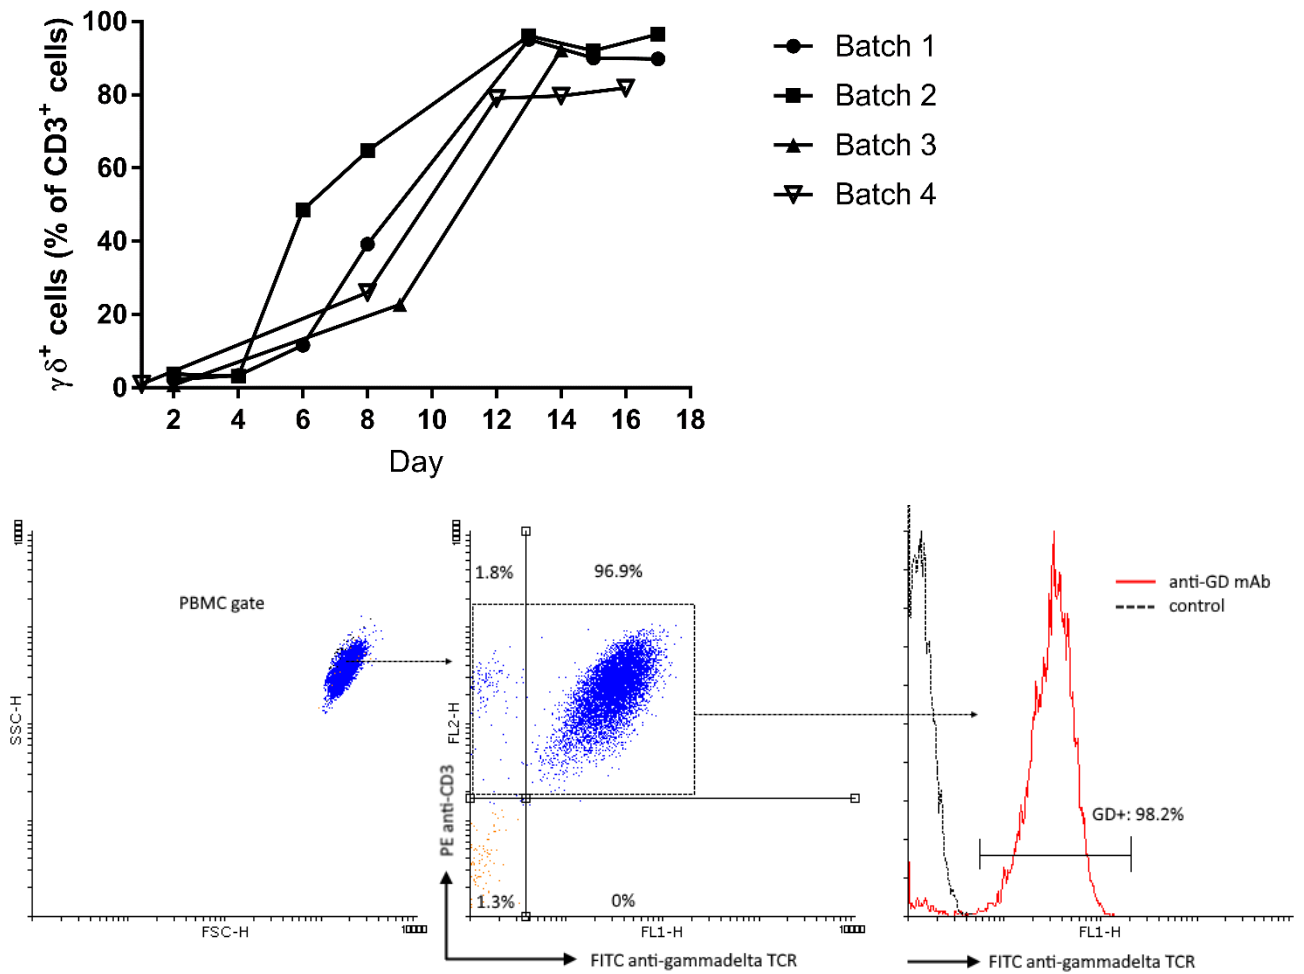 100
80
60
40
20
0
γδ+ cells (% of CD3+ cells)
2 4 6 8 10 12 14 16 18
Day
Batch 1
Batch 2
Batch 3
Batch 4
PBMC gate
SSC-H
FSC-H
1.8%
96.9%
FL2-H
PE anti-CD3
1.3%
0%
FL1-H
FITC anti-gammadelta TCR
anti-GD mAb
control
GD+: 98.2%
FL1-H
FITC anti-gammadelta TCR